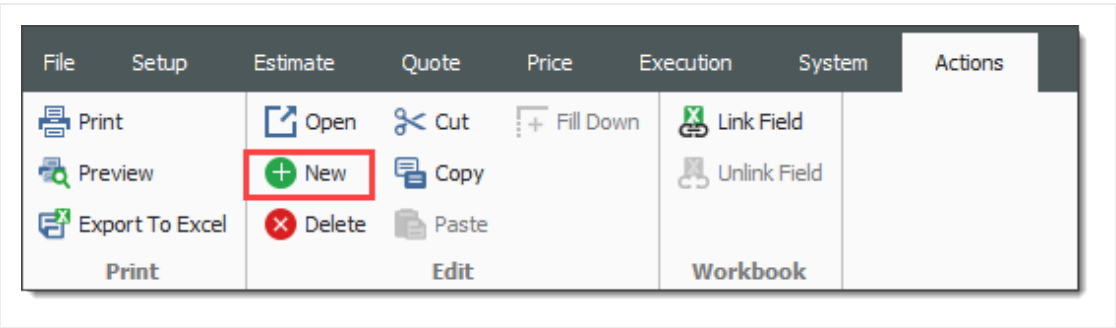 File Setup Estimate Quote Price Execution System Actions
Print Open Cut Fill Down Link Field
Preview New Copy Unlink Field
Export To Excel Delete Paste
Print Edit Workbook